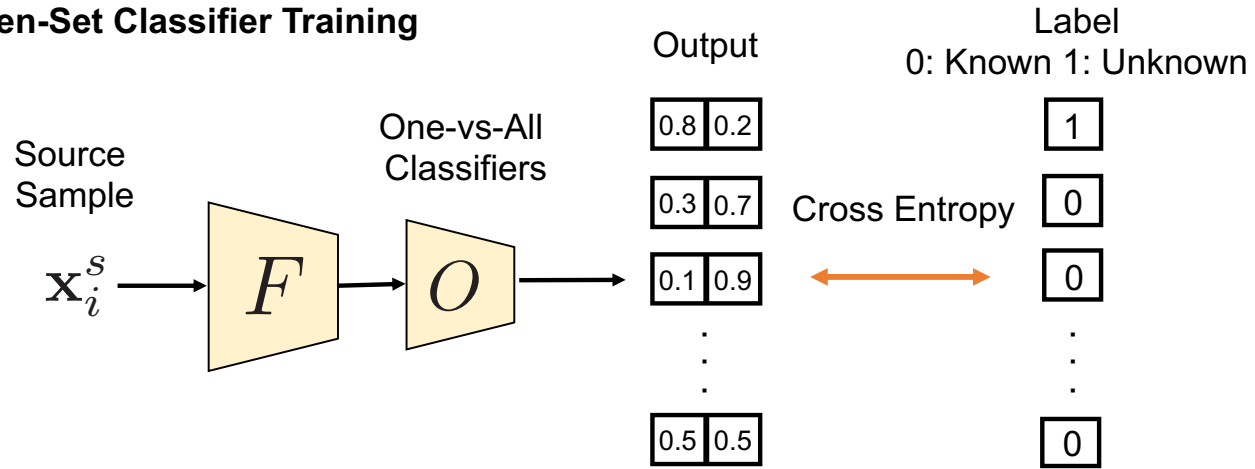 en-Set Classifier Training
Output
Label
0: Known 1: Unknown
Source
Sample
One-vs-All
Classifiers
x_i^s
F
O
0.8 0.2
0.3 0.7
0.1 0.9
.
.
.
0.5 0.5
Cross Entropy
1
0
0
.
.
.
0